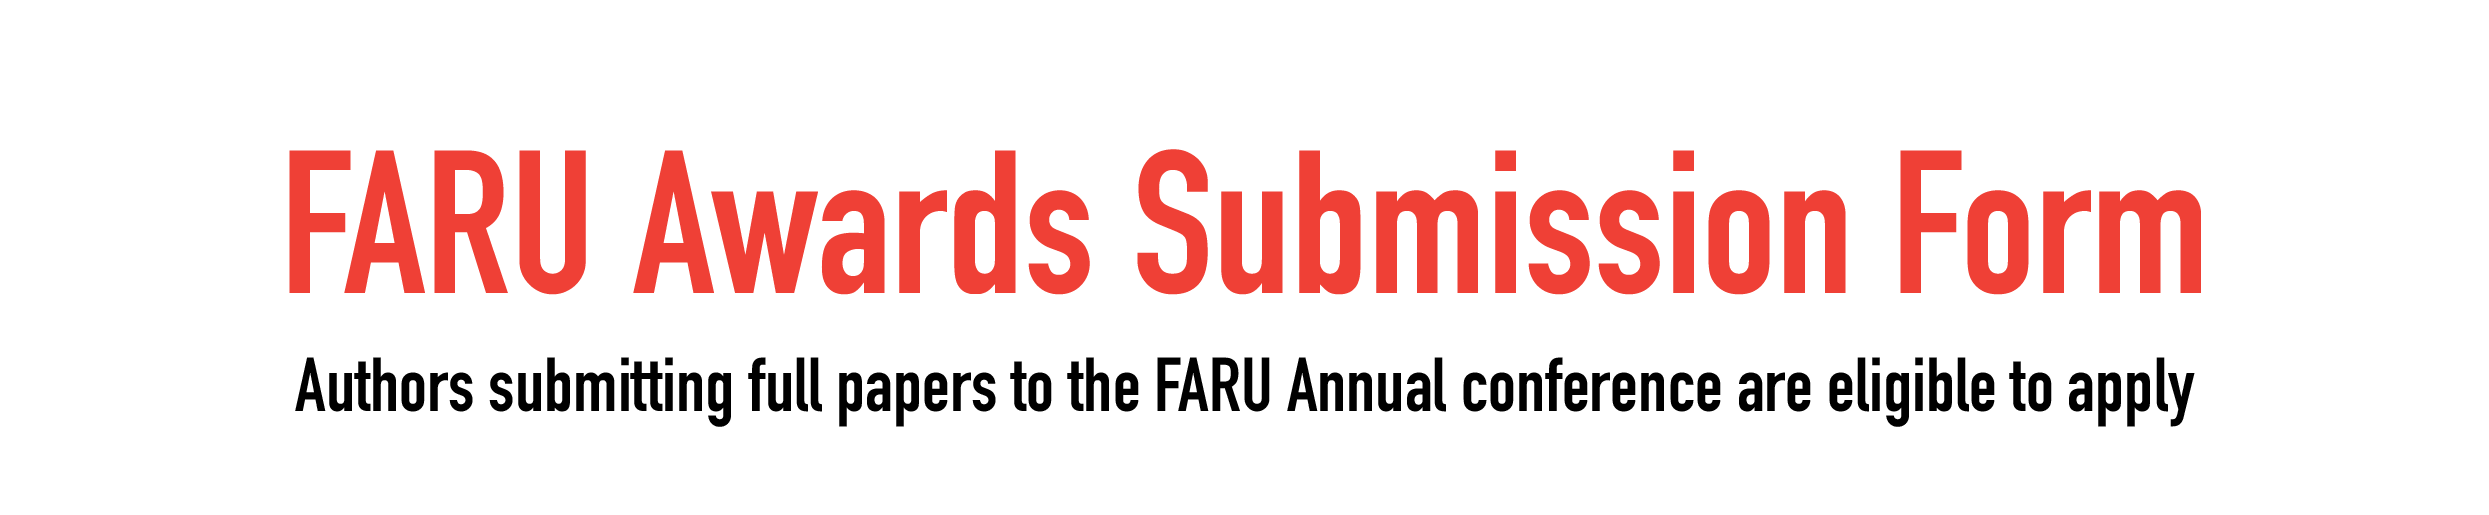 FARU Awards Submission Form
Authors submitting full papers to the FARU Annual conference are eligible to apply